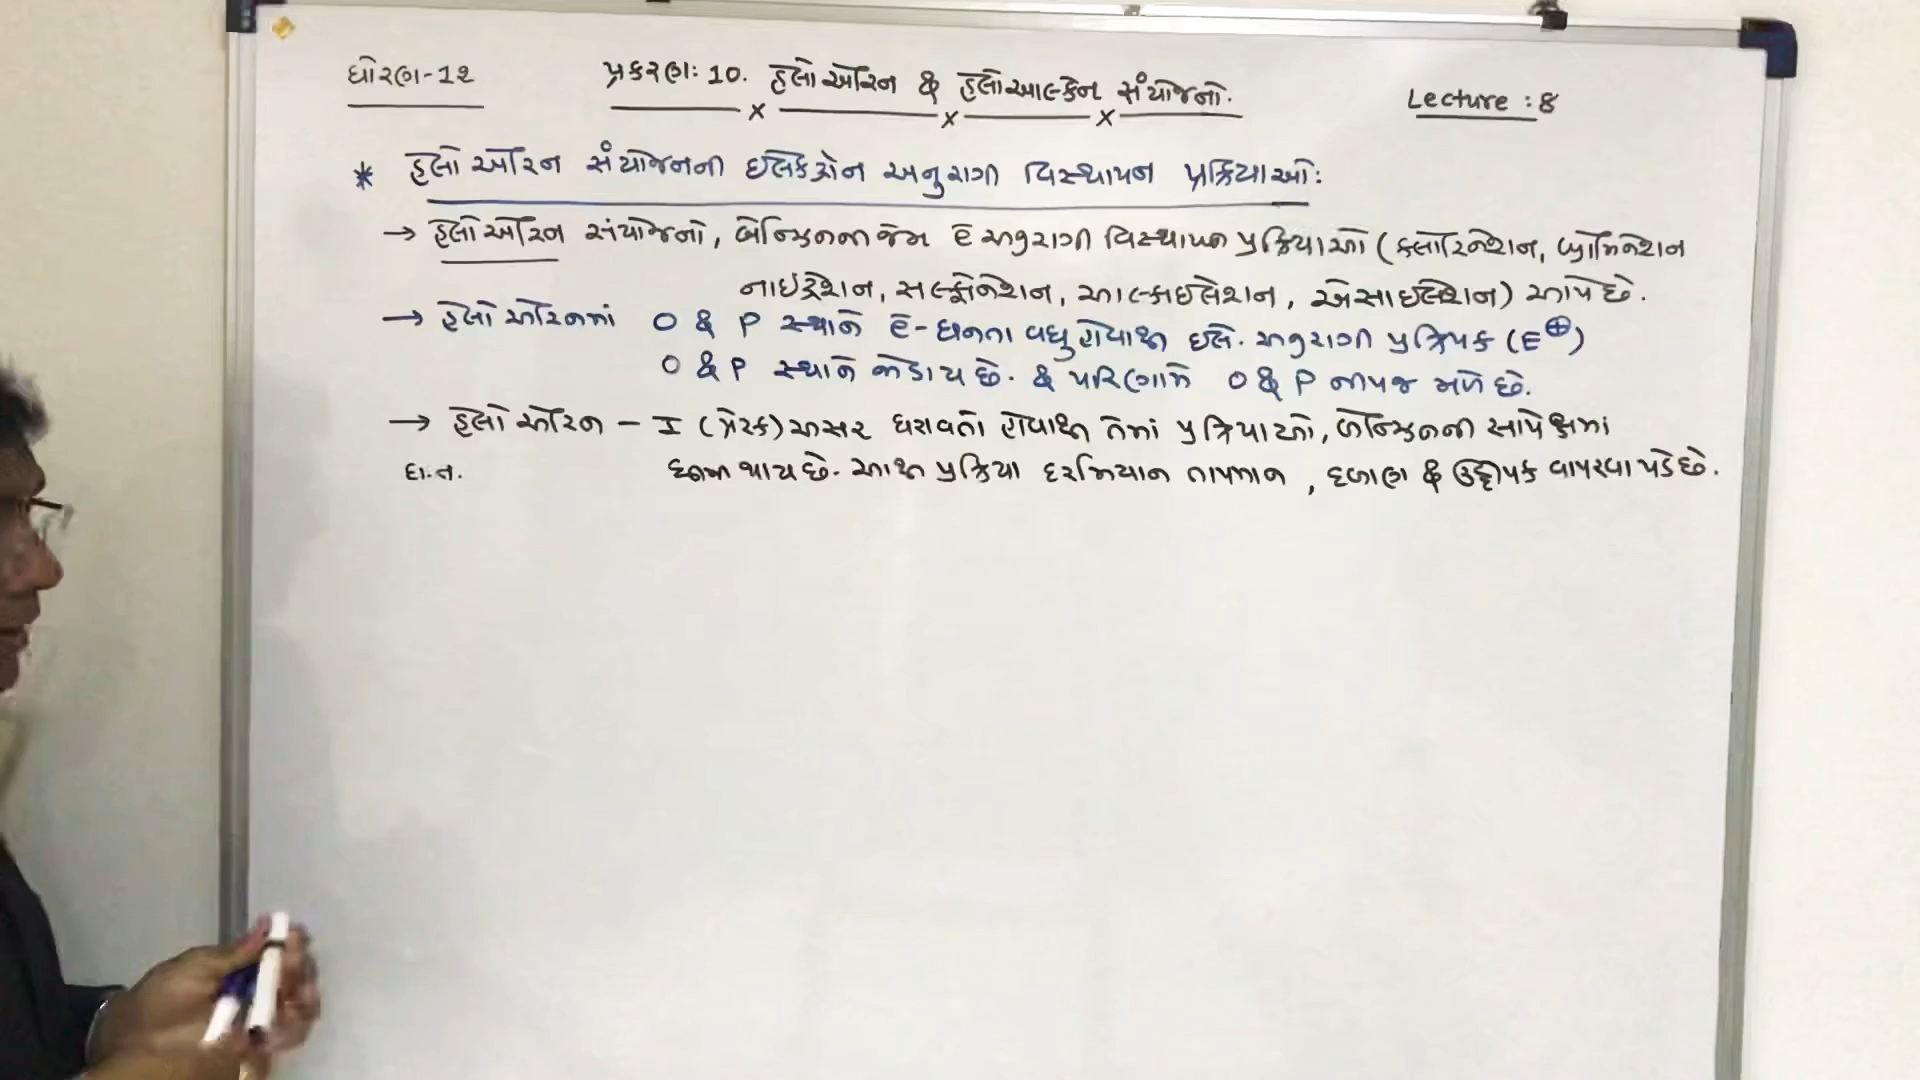 ધોરણ-12
પ્રકરણ: 10. હેલોએરિન & હેલોઆલ્કેન સંયોજનો.
Lecture : 8
* હેલો એરિન સંયોજનની ઇલેક્ટ્રોન અનુરાગી વિસ્થાપન પ્રક્રિયાઓ:
→ હેલો એરિન સંયોજનો, બેન્ઝિનની જેમ ē અનુરાગી વિસ્થાપન પ્રક્રિયાઓ (ક્લોરિનેશન, બ્રોમિનેશન
નાઇટ્રેશન, સલ્ફોનેશન, આલ્કાઇલેશન, એસાઇલેશન) આપે છે.
→ હેલો એરિનમાં O & P સ્થાને ē-ઘનતા વધુ હોવાથી ઇલે. અનુરાગી પ્રક્રિયક (E⊕)
O & P સ્થાને જોડાય છે. & પરિણામે O & P નીપજ મળે છે.
→ હેલો એરિન - I (પ્રેરક) અસર ધરાવતો હોવાથી તેમાં પ્રક્રિયાઓ, બેન્ઝિનની સાપેક્ષમાં
દા.ત. ધીમી થાય છે. આથી પ્રક્રિયા દરમિયાન તાપમાન, દબાણ & ઉદ્દીપક વાપરવા પડે છે.